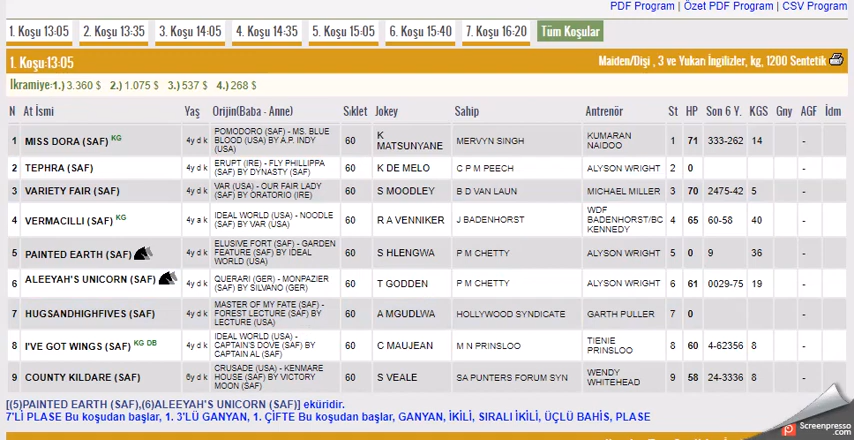 PDF Program | Özet PDF Program | CSV Program
1. Koşu 13:05 2. Koşu 13:35 3. Koşu 14:05 4. Koşu 14:35 5. Koşu 15:05 6. Koşu 15:40 7. Koşu 16:20 Tüm Koşular
1. Koşu:13:05 Maiden/Dişi , 3 ve Yukarı İngilizler, kg, 1200 Sentetik
İkramiye:1.) 3.360 $ 2.) 1.075 $ 3.) 537 $ 4.) 268 $
N At İsmi Yaş Orijin(Baba - Anne) Sıklet Jokey Sahip Antrenör St HP Son 6 Y. KGS Gny AGF İdm
1 MISS DORA (SAF) KG 4y d k POMODORO (SAF) - MS. BLUE BLOOD (USA) BY A.P. INDY (USA) 60 K MATSUNYANE MERVYN SINGH KUMARAN NAIDOO 1 71 333-262 14 -
2 TEPHRA (SAF) 4y d k ERUPT (IRE) - FLY PHILLIPPA (SAF) BY DYNASTY (SAF) 60 K DE MELO C P M PEECH ALYSON WRIGHT 2 0 -
3 VARIETY FAIR (SAF) 4y d k VAR (USA) - OUR FAIR LADY (SAF) BY ORATORIO (IRE) 60 S MOODLEY B D VAN LAUN MICHAEL MILLER 3 70 2475-42 5 -
4 VERMACILLI (SAF) KG 4y a k IDEAL WORLD (USA) - NOODLE (SAF) BY VAR (USA) 60 R A VENNIKER J BADENHORST WDF BADENHORST/BC KENNEDY 4 65 60-58 40 -
5 PAINTED EARTH (SAF) 4y d k ELUSIVE FORT (SAF) - GARDEN FEATURE (SAF) BY IDEAL WORLD (USA) 60 S HLENGWA P M CHETTY ALYSON WRIGHT 5 0 9 36 -
6 ALEEYAH'S UNICORN (SAF) 4y d k QUERARI (GER) - MONPAZIER (SAF) BY SILVANO (GER) 60 T GODDEN P M CHETTY ALYSON WRIGHT 6 61 0029-75 19 -
7 HUGSANDHIGHFIVES (SAF) 4y d k MASTER OF MY FATE (SAF) - FOREST LECTURE (SAF) BY LECTURE (USA) 60 A MGUDLWA HOLLYWOOD SYNDICATE GARTH PULLER 7 0 -
8 I'VE GOT WINGS (SAF) KG DB 4y d k IDEAL WORLD (USA) - CAPTAIN'S DOVE (SAF) BY CAPTAIN AL (SAF) 60 C MAUJEAN M N PRINSLOO TIENIE PRINSLOO 8 60 4-62356 8 -
9 COUNTY KILDARE (SAF) 6y d k CRUSADE (USA) - KENMARE HOUSE (SAF) BY VICTORY MOON (SAF) 60 S VEALE SA PUNTERS FORUM SYN WENDY WHITEHEAD 9 58 24-3336 8 -
[(5)PAINTED EARTH (SAF),(6)ALEEYAH'S UNICORN (SAF)] eküridir.
7'Lİ PLASE Bu koşudan başlar, 1. 3'LÜ GANYAN, 1. ÇİFTE Bu koşudan başlar, GANYAN, İKİLİ, SIRALI İKİLİ, ÜÇLÜ BAHİS, PLASE
Screenpresso.com